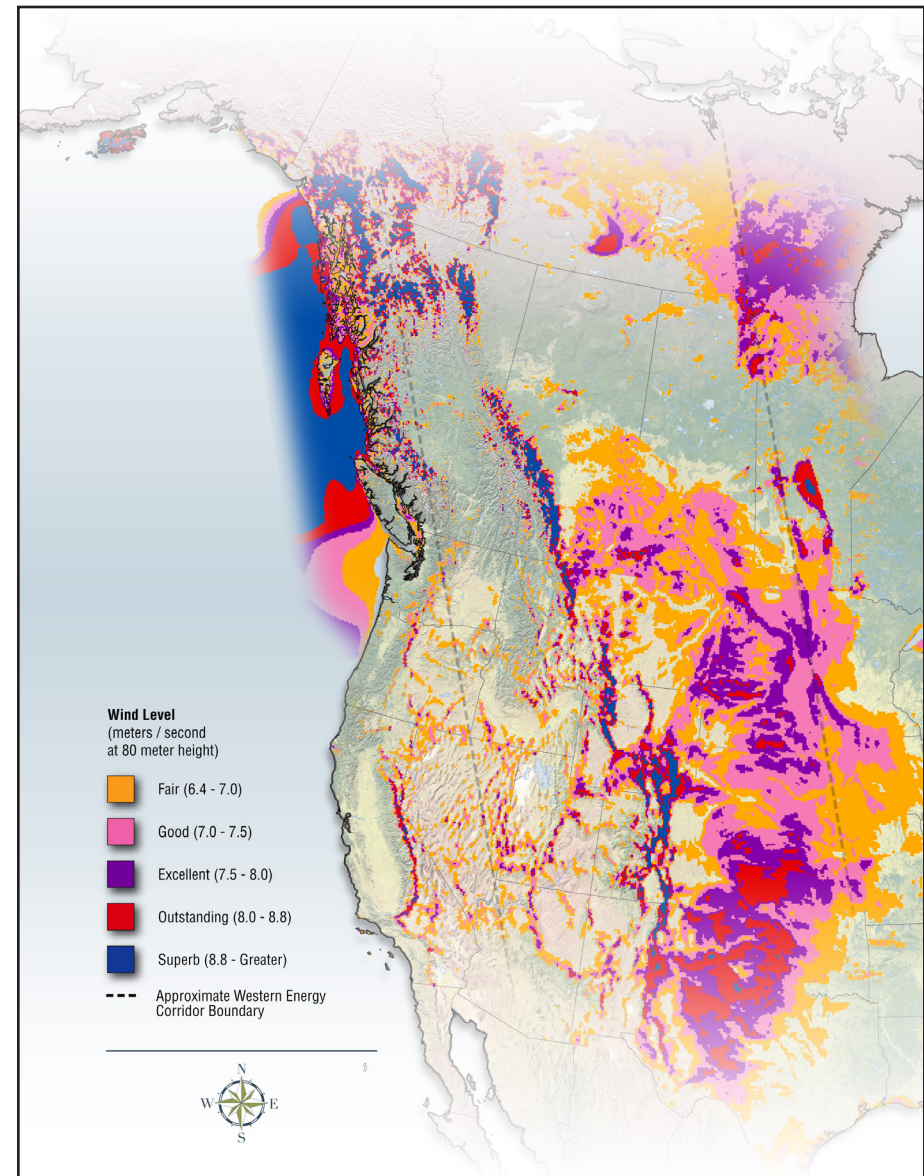 Wind Level
(meters / second
at 80 meter height)
Fair (6.4 - 7.0)
Good (7.0 - 7.5)
Excellent (7.5 - 8.0)
Outstanding (8.0 - 8.8)
Superb (8.8 - Greater)
Approximate Western Energy
Corridor Boundary
N
W E
S